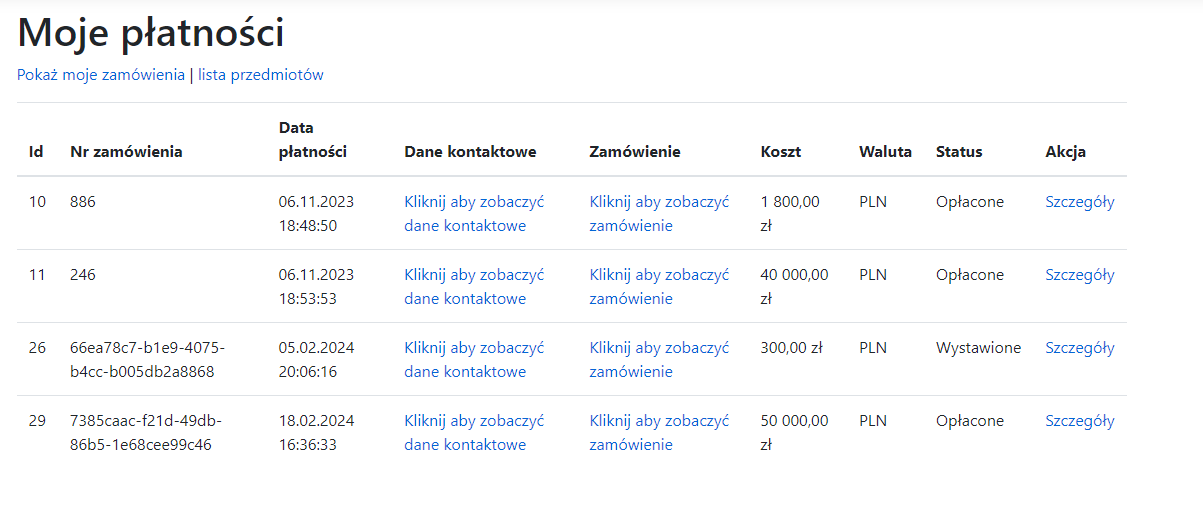 Moje płatności
Pokaż moje zamówienia | lista przedmiotów
Id Nr zamówienia Data płatności Dane kontaktowe Zamówienie Koszt Waluta Status Akcja
10 886 06.11.2023 18:48:50 Kliknij aby zobaczyć dane kontaktowe Kliknij aby zobaczyć zamówienie 1 800,00 zł PLN Opłacone Szczegóły
11 246 06.11.2023 18:53:53 Kliknij aby zobaczyć dane kontaktowe Kliknij aby zobaczyć zamówienie 40 000,00 zł PLN Opłacone Szczegóły
26 66ea78c7-b1e9-4075-b4cc-b005db2a8868 05.02.2024 20:06:16 Kliknij aby zobaczyć dane kontaktowe Kliknij aby zobaczyć zamówienie 300,00 zł PLN Wystawione Szczegóły
29 7385caac-f21d-49db-86b5-1e68cee99c46 18.02.2024 16:36:33 Kliknij aby zobaczyć dane kontaktowe Kliknij aby zobaczyć zamówienie 50 000,00 zł PLN Opłacone Szczegóły